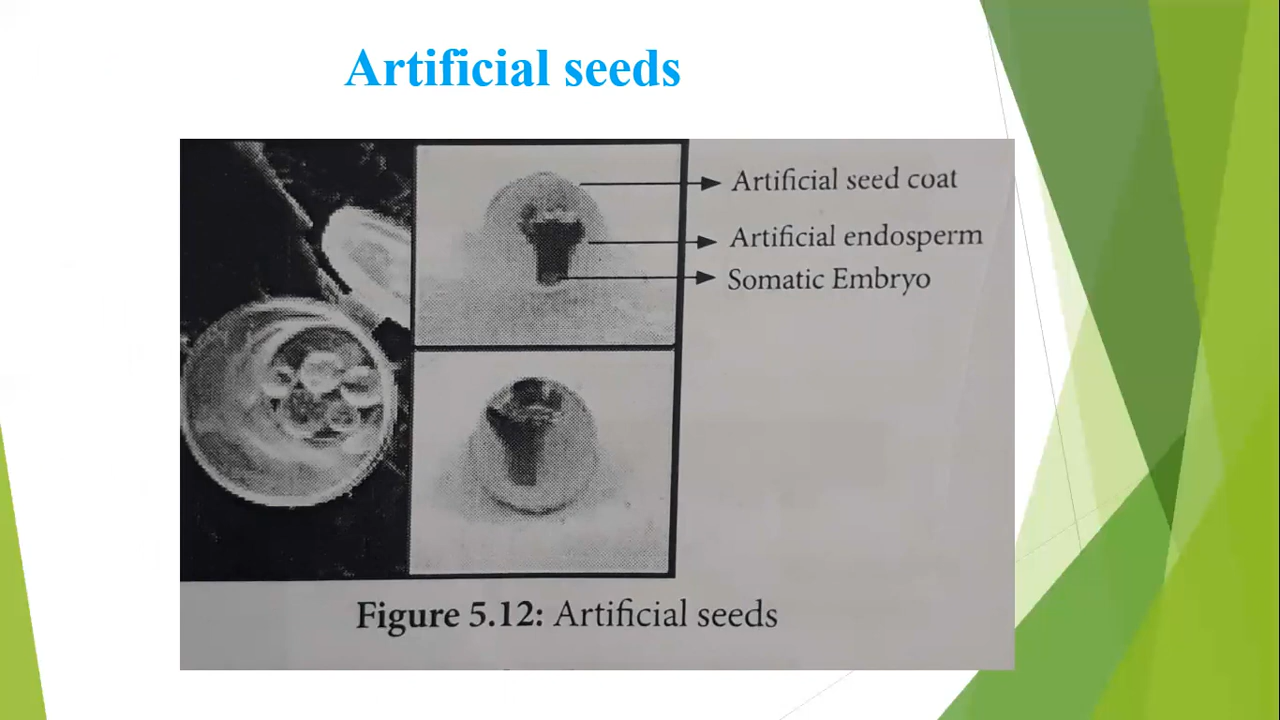 Artificial seeds
Artificial seed coat
Artificial endosperm
Somatic Embryo
Figure 5.12: Artificial seeds